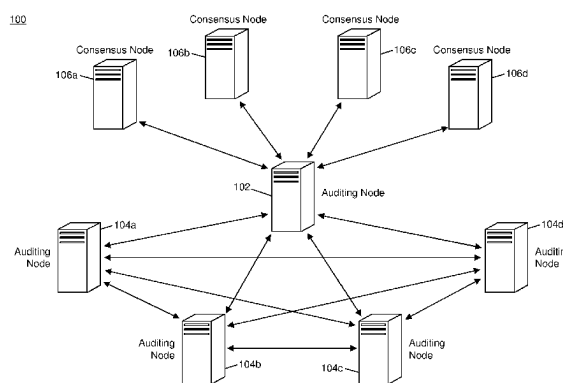 100
Consensus Node
Consensus Node
Consensus Node
Consensus Node
106a
106b
106c
106d
102
Auditing Node
104a
Auditing
Node
104d
Auditin
Node
Auditing
Node
104b
104c
Auditing
Node